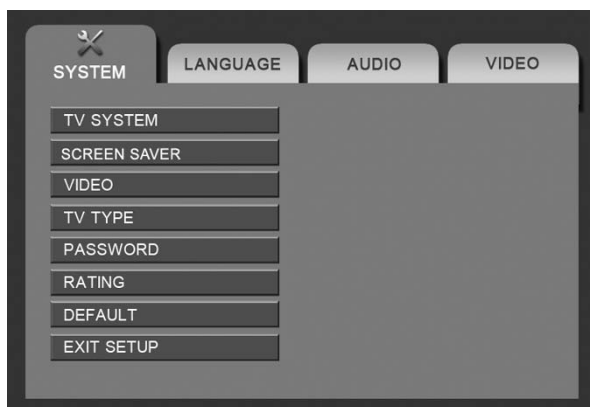 SYSTEM
LANGUAGE
AUDIO
VIDEO
TV SYSTEM
SCREEN SAVER
VIDEO
TV TYPE
PASSWORD
RATING
DEFAULT
EXIT SETUP